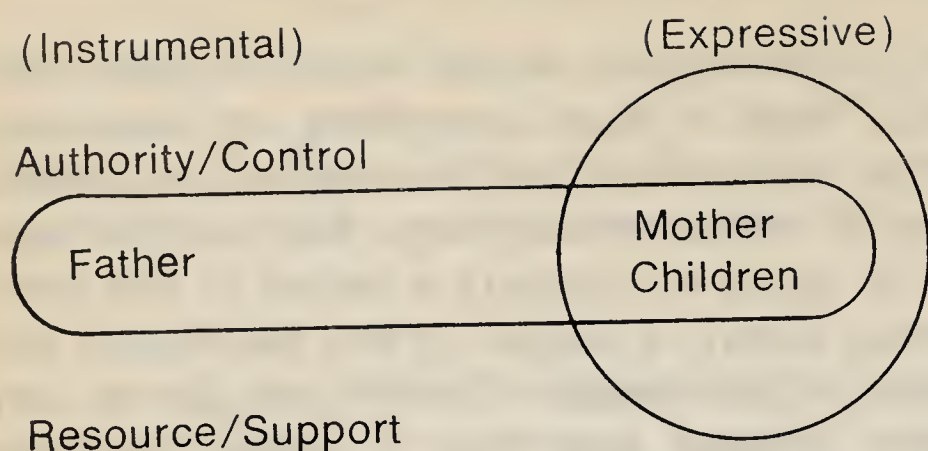 (Instrumental)
(Expressive)
Authority/Control
Father
Mother
Children
Resource/Support